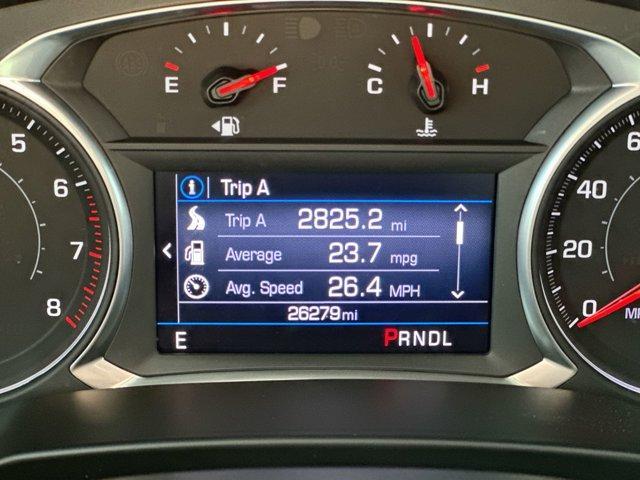 E F
C H
5
6
7
8
i Trip A
Trip A 2825.2 mi
Average 23.7 mpg
Avg. Speed 26.4 MPH
26279mi
E PRNDL
40
20
0